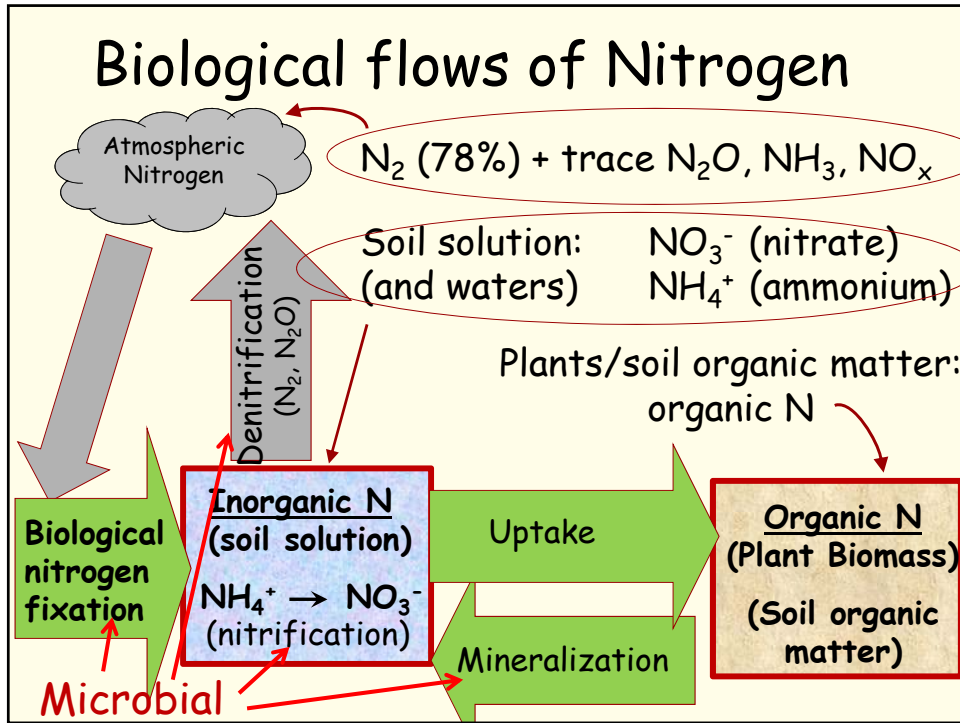 Biological flows of Nitrogen
Atmospheric
Nitrogen
N₂ (78%) + trace N₂O, NH₃, NOₓ
Soil solution: NO₃⁻ (nitrate)
(and waters) NH₄⁺ (ammonium)
Denitrification
(N₂, N₂O)
Plants/soil organic matter:
organic N
Biological
nitrogen
fixation
Inorganic N
(soil solution)
NH₄⁺ → NO₃⁻
(nitrification)
Uptake
Mineralization
Organic N
(Plant Biomass)
(Soil organic
matter)
Microbial